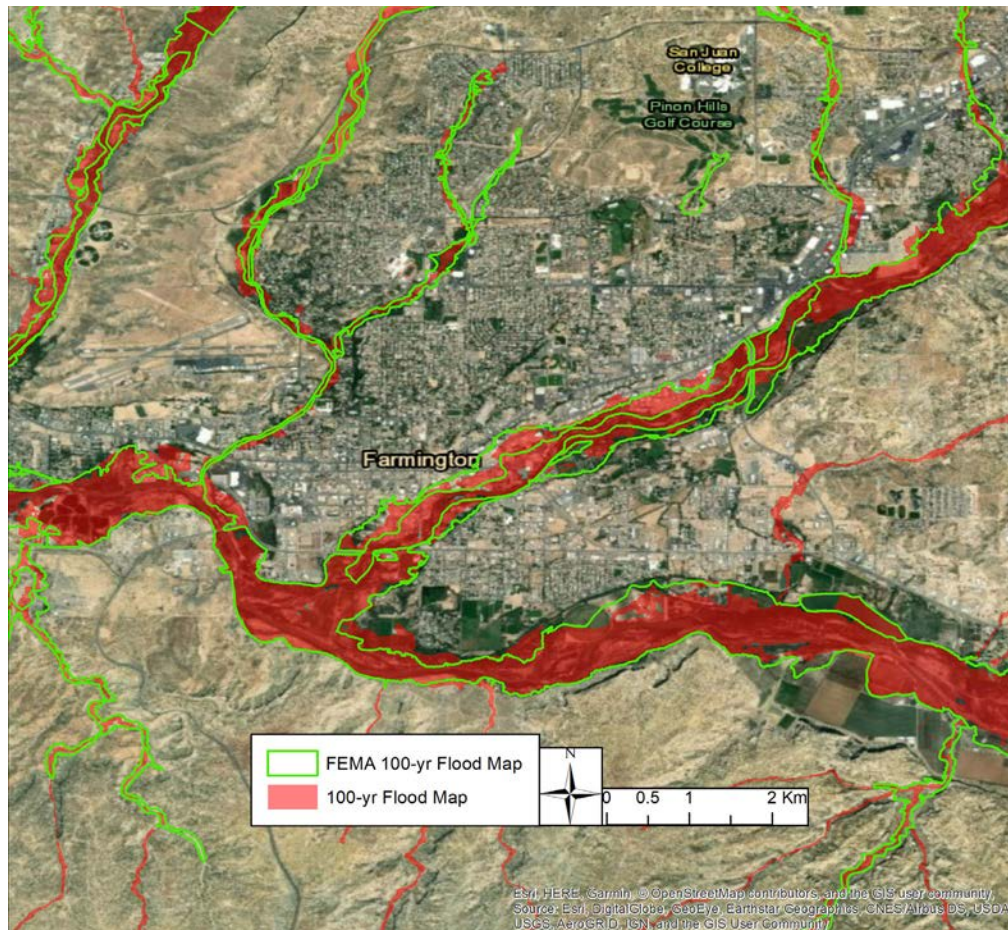 San Juan
College
Pinon Hills
Golf Course
Farmington
FEMA 100-yr Flood Map
100-yr Flood Map
N
0 0.5 1 2 Km
Esri, HERE, Garmin, © OpenStreetMap contributors, and the GIS user community
Source: Esri, DigitalGlobe, GeoEye, Earthstar Geographics, CNES/Airbus DS, USDA,
USGS, AeroGRID, IGN, and the GIS User Community